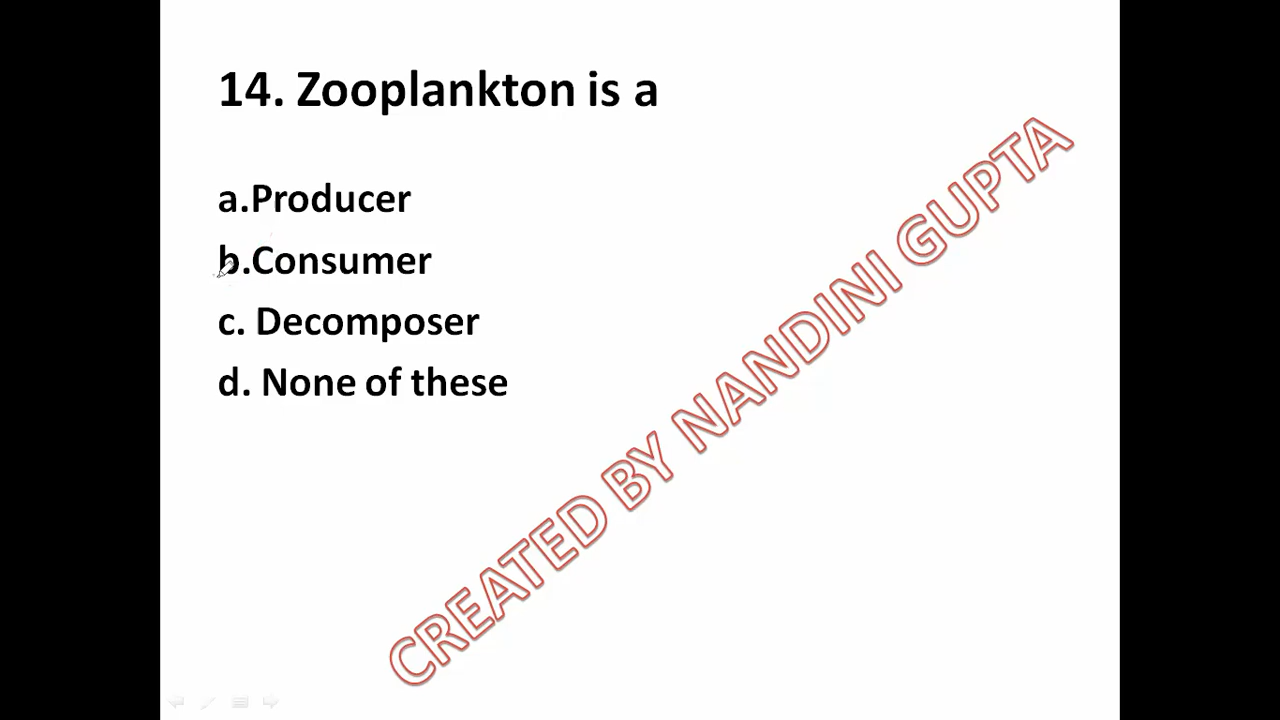 14. Zooplankton is a
a.Producer
b.Consumer
c. Decomposer
d. None of these
CREATED BY NANDINI GUPTA